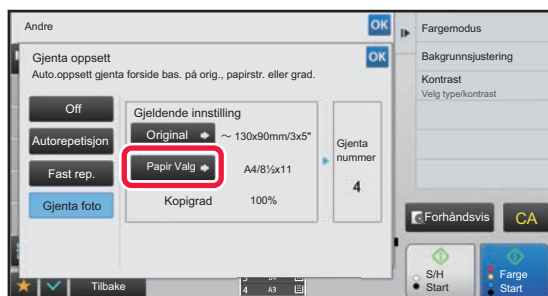 Andre
OK
Gjenta oppsett
OK
Auto.oppsett gjenta forside bas. på orig., papirstr. eller grad.
Off
Autorepetisjon
Fast rep.
Gjenta foto
Gjeldende innstilling
Original
~ 130x90mm/3x5"
Papir Valg
A4/8½x11
Kopigrad
100%
Gjenta
nummer
4
Tilbake
4 A3
Fargemodus
Bakgrunnsjustering
Kontrast
Velg type/kontrast
Forhåndsvis
CA
S/H
Start
Farge
Start